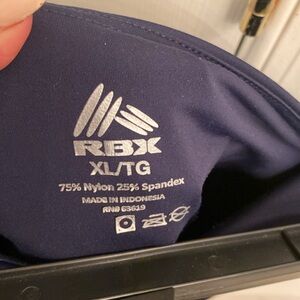 RBX
XL/TG
75% Nylon 25% Spandex
MADE IN INDONESIA
RN# 63619